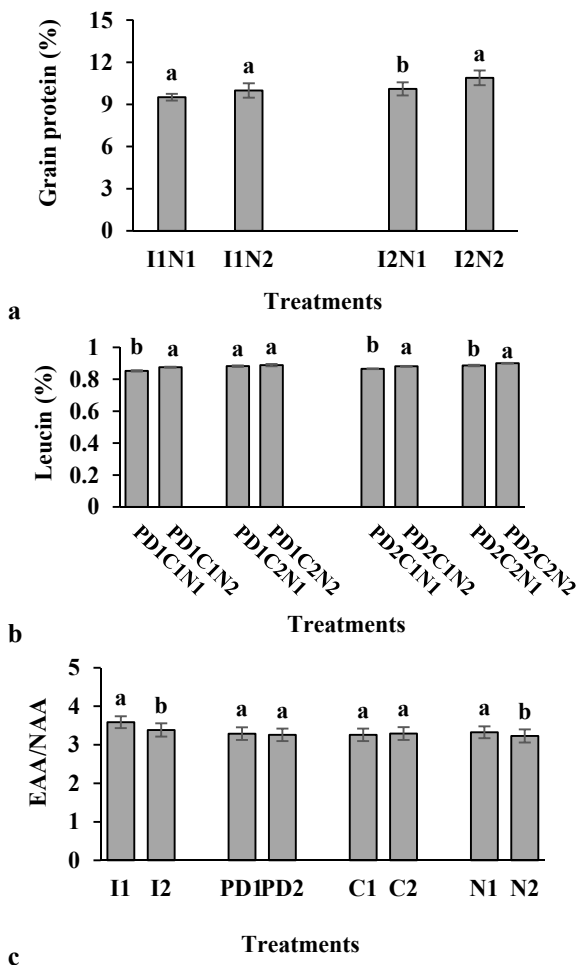 Grain protein (%)
15
12
9
6
3
0
a a b a
I1N1 I1N2 I2N1 I2N2
Treatments
a
Leucin (%)
1
0.8
0.6
0.4
0.2
0
b a a a b a b a
PD1C1N1 PD1C1N2 PD1C2N1 PD1C2N2 PD2C1N1 PD2C1N2 PD2C2N1 PD2C2N2
Treatments
b
EAA/NAA
5
4
3
2
1
0
a b a a a a a b
I1 I2 PD1PD2 C1 C2 N1 N2
Treatments
c